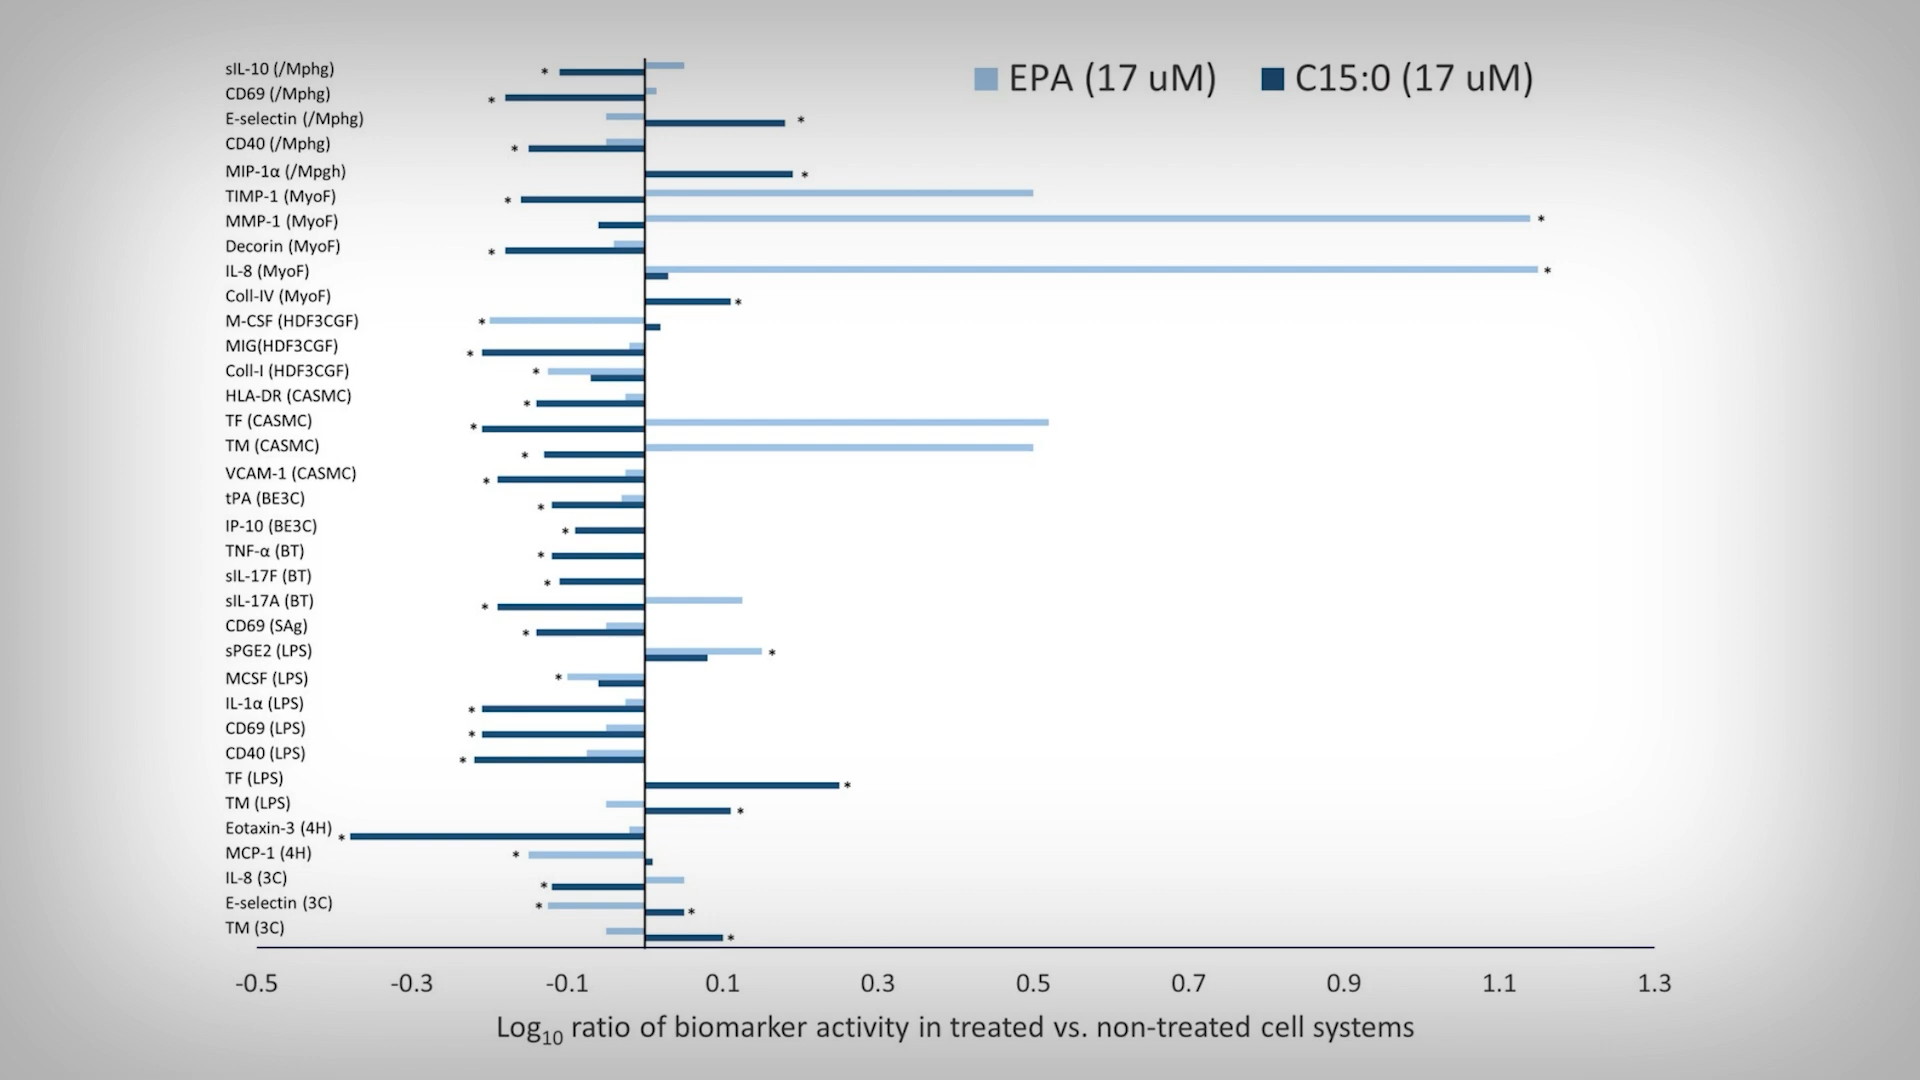 EPA (17 uM) C15:0 (17 uM)
sIL-10 (/Mphg)
CD69 (/Mphg)
E-selectin (/Mphg)
CD40 (/Mphg)
MIP-1α (/Mpgh)
TIMP-1 (MyoF)
MMP-1 (MyoF)
Decorin (MyoF)
IL-8 (MyoF)
Coll-IV (MyoF)
M-CSF (HDF3CGF)
MIG(HDF3CGF)
Coll-I (HDF3CGF)
HLA-DR (CASMC)
TF (CASMC)
TM (CASMC)
VCAM-1 (CASMC)
tPA (BE3C)
IP-10 (BE3C)
TNF-α (BT)
sIL-17F (BT)
sIL-17A (BT)
CD69 (SAg)
sPGE2 (LPS)
MCSF (LPS)
IL-1α (LPS)
CD69 (LPS)
CD40 (LPS)
TF (LPS)
TM (LPS)
Eotaxin-3 (4H)
MCP-1 (4H)
IL-8 (3C)
E-selectin (3C)
TM (3C)
-0.5 -0.3 -0.1 0.1 0.3 0.5 0.7 0.9 1.1 1.3
Log₁₀ ratio of biomarker activity in treated vs. non-treated cell systems